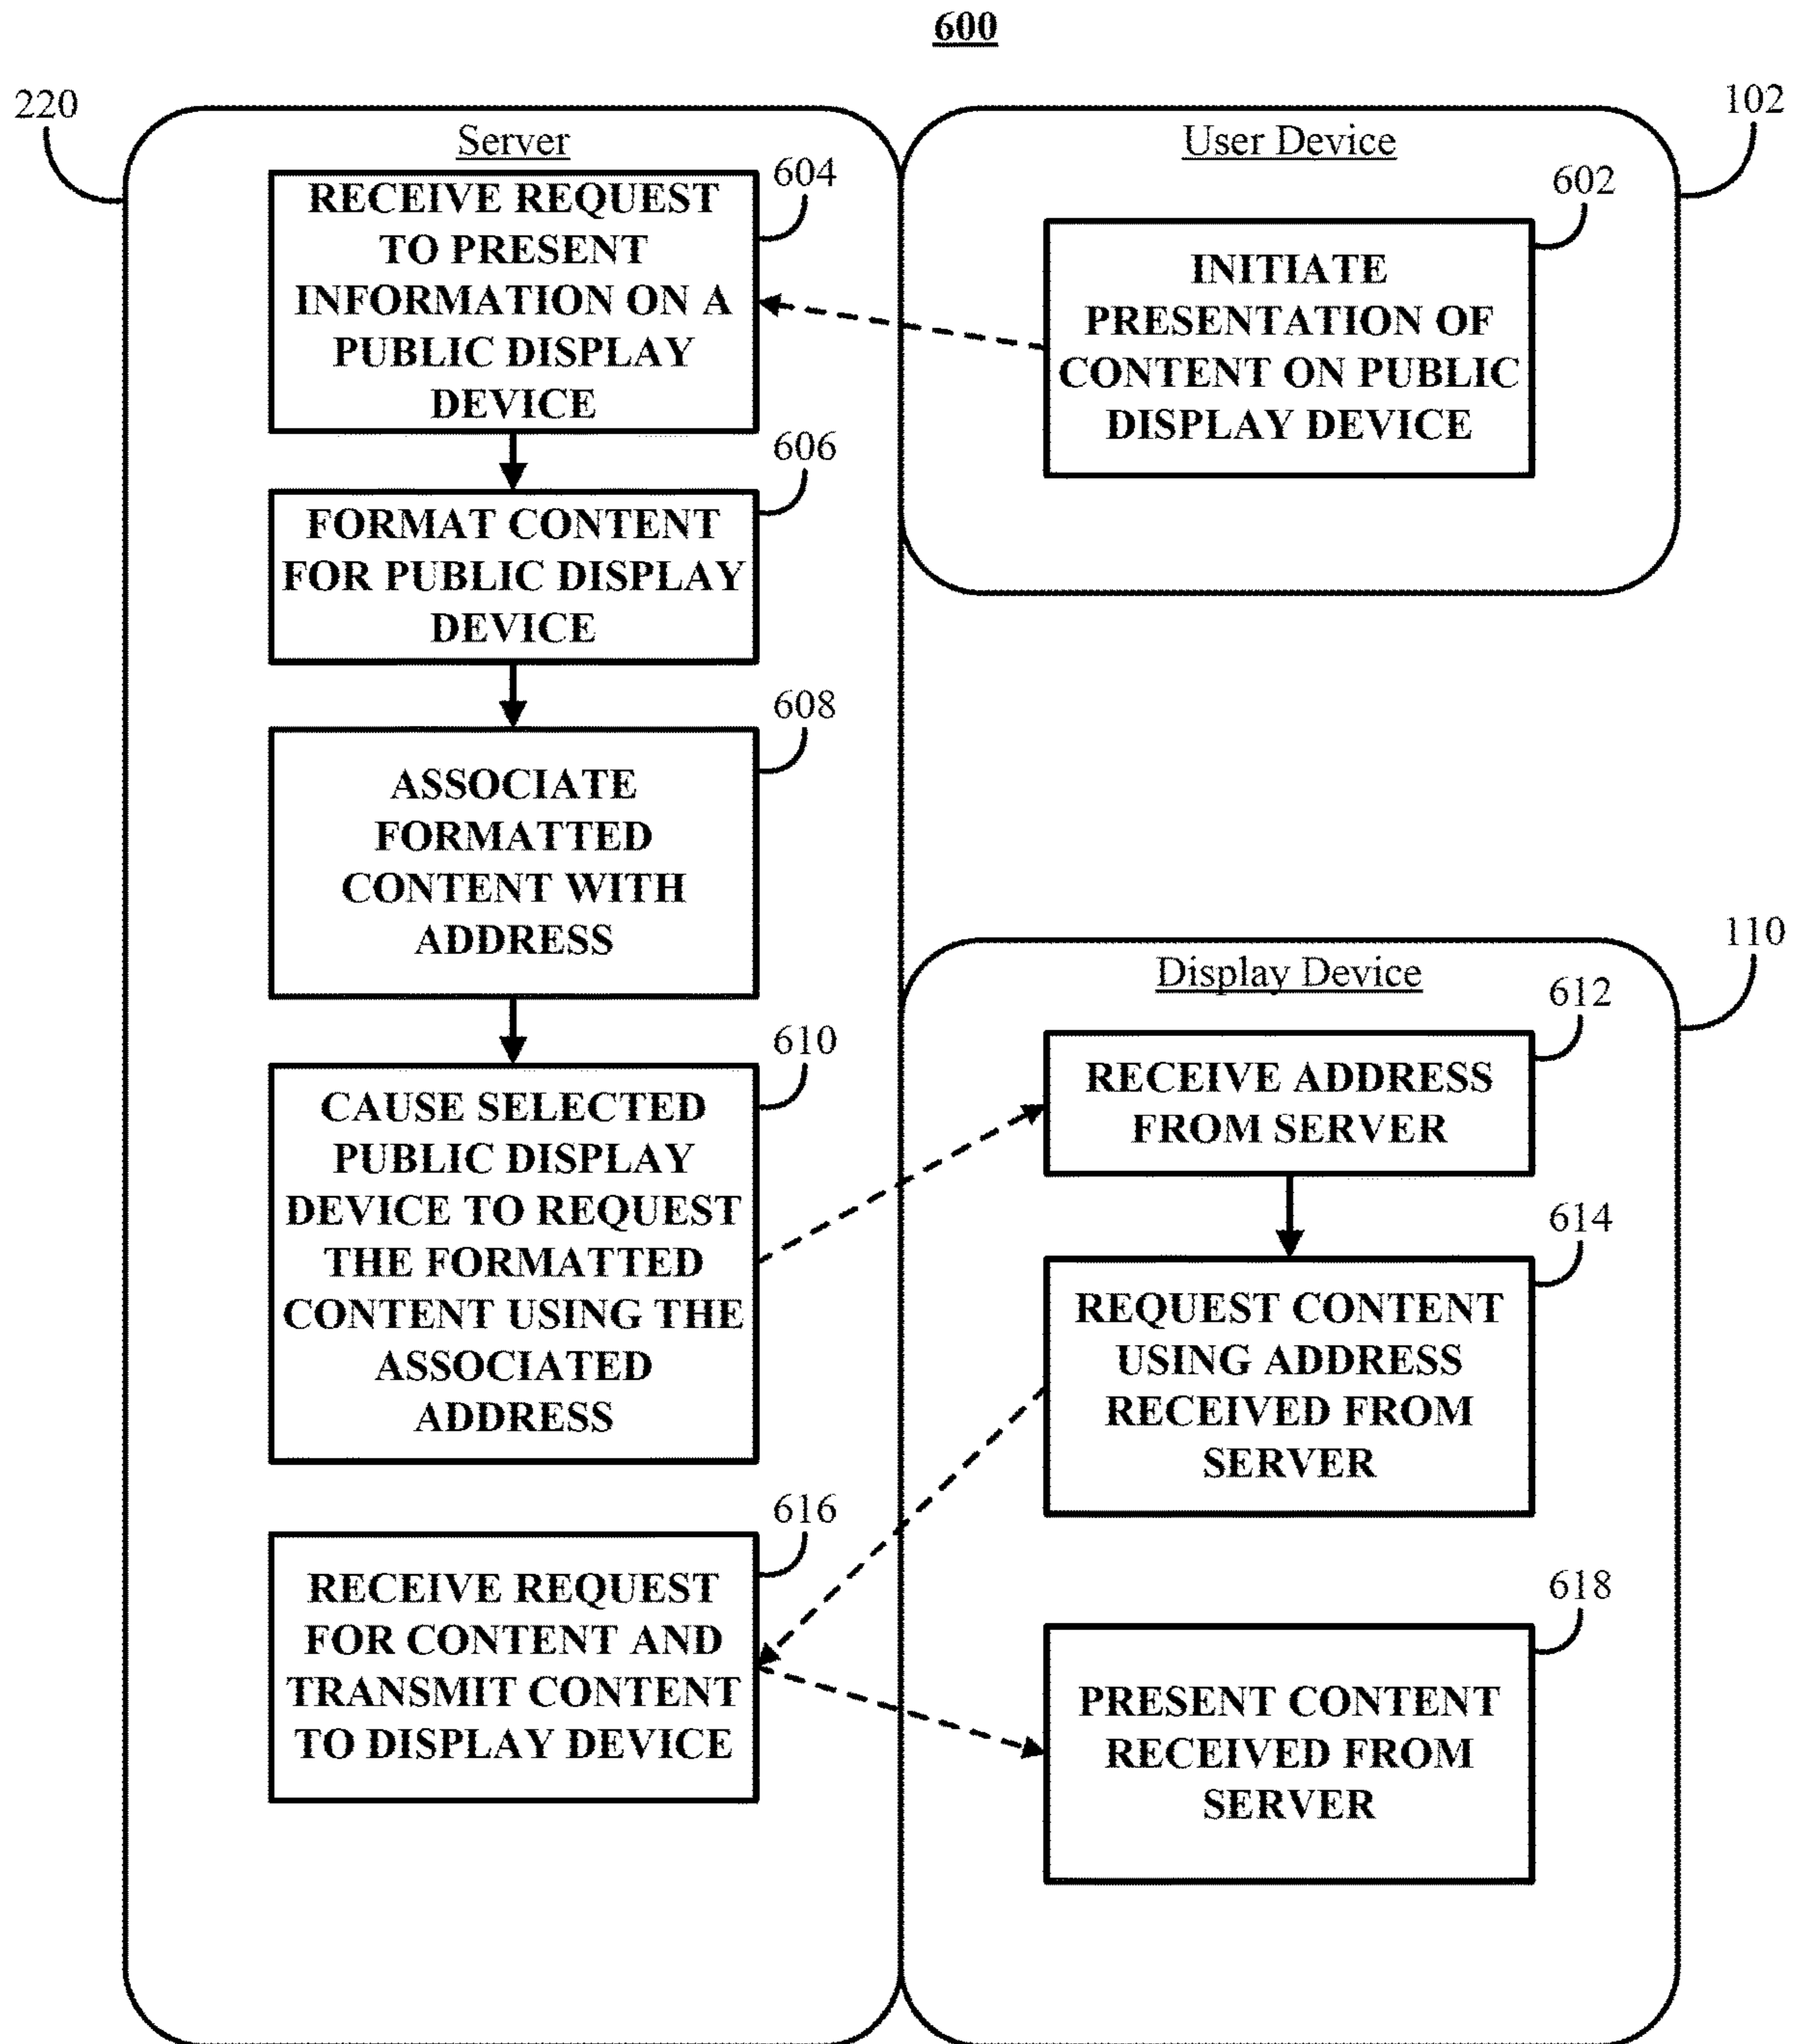 600
220
Server
604
RECEIVE REQUEST
TO PRESENT
INFORMATION ON A
PUBLIC DISPLAY
DEVICE
606
FORMAT CONTENT
FOR PUBLIC DISPLAY
DEVICE
608
ASSOCIATE
FORMATTED
CONTENT WITH
ADDRESS
610
CAUSE SELECTED
PUBLIC DISPLAY
DEVICE TO REQUEST
THE FORMATTED
CONTENT USING THE
ASSOCIATED
ADDRESS
616
RECEIVE REQUEST
FOR CONTENT AND
TRANSMIT CONTENT
TO DISPLAY DEVICE
102
User Device
602
INITIATE
PRESENTATION OF
CONTENT ON PUBLIC
DISPLAY DEVICE
110
Display Device
612
RECEIVE ADDRESS
FROM SERVER
614
REQUEST CONTENT
USING ADDRESS
RECEIVED FROM
SERVER
618
PRESENT CONTENT
RECEIVED FROM
SERVER